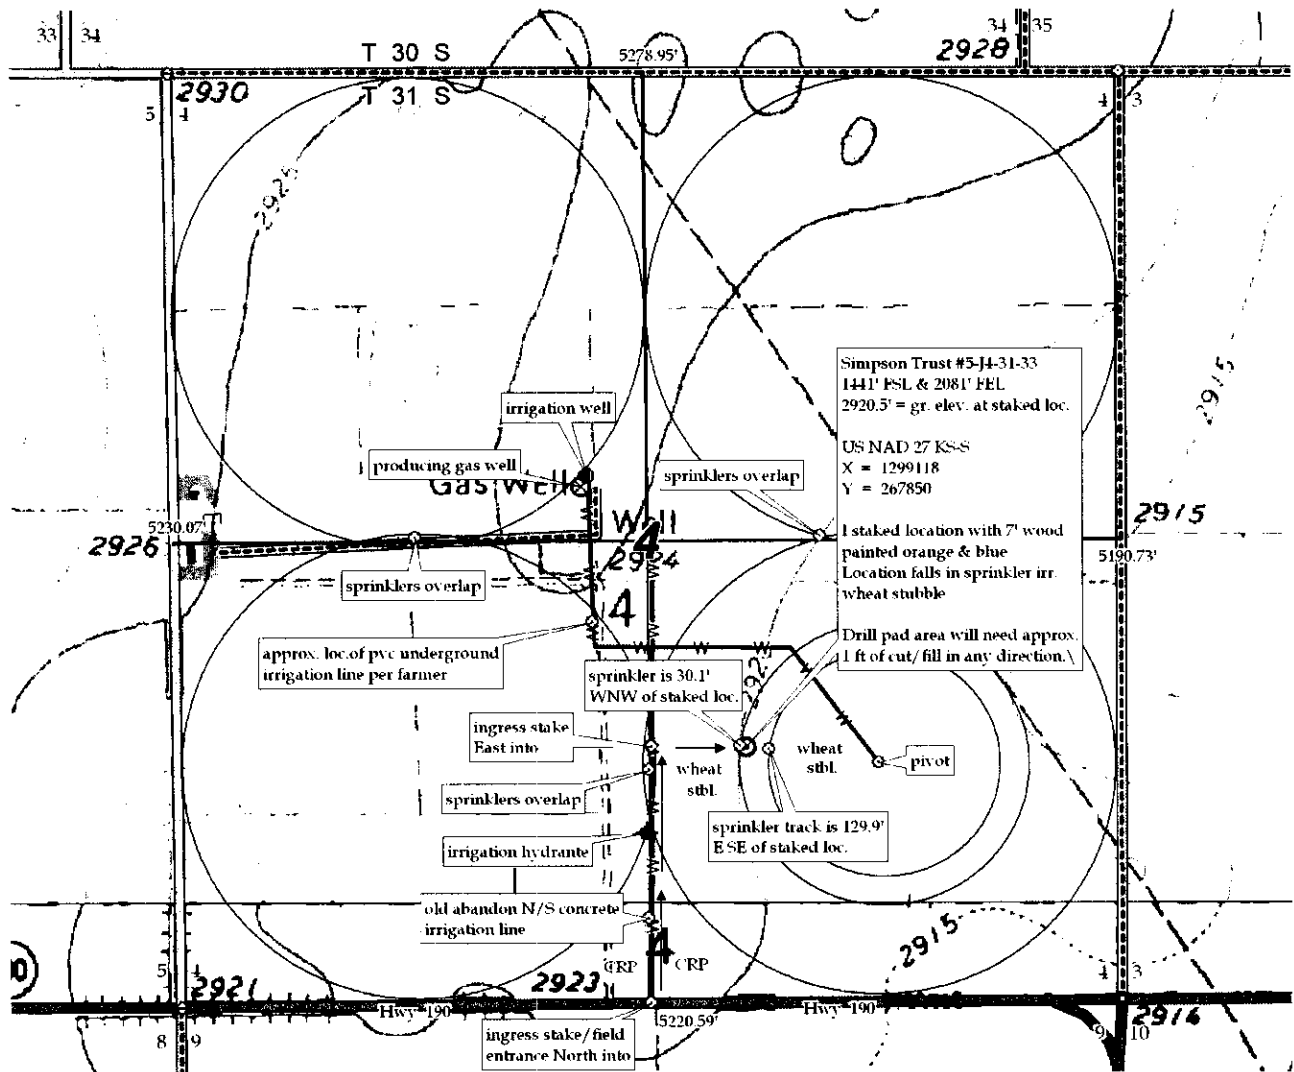 33
34
T 30 S
5278.95'
34
35
2928
2930
T 31 S
5
4
4
3
2925
Simpson Trust #5-J4-31-33
1441' FSL & 2081' FEL
2920.5' = gr. elev. at staked loc.
US NAD 27 KS-S
X = 1299118
Y = 267850
I staked location with 7' wood
painted orange & blue
Location falls in sprinkler irr.
wheat stubble
Drill pad area will need approx.
1 ft of cut/fill in any direction.\
2915
irrigation well
producing gas well
Gas Well
sprinklers overlap
5230.07'
2926
Well
4
2924
2915
5190.73'
sprinklers overlap
4
approx. loc.of pvc underground
irrigation line per farmer
W
W
W
sprinkler is 30.1'
WNW of staked loc.
ingress stake
East into
wheat
stbl.
wheat
stbl.
pivot
sprinklers overlap
sprinkler track is 129.9'
ESE of staked loc.
irrigation hydrante
old abandon N/S concrete
irrigation line
2915
4
CRP
CRP
5
4
3
2921
2923
Hwy 190
5220.59'
Hwy 190
2914
ingress stake/field
entrance North into
8
9
9
10